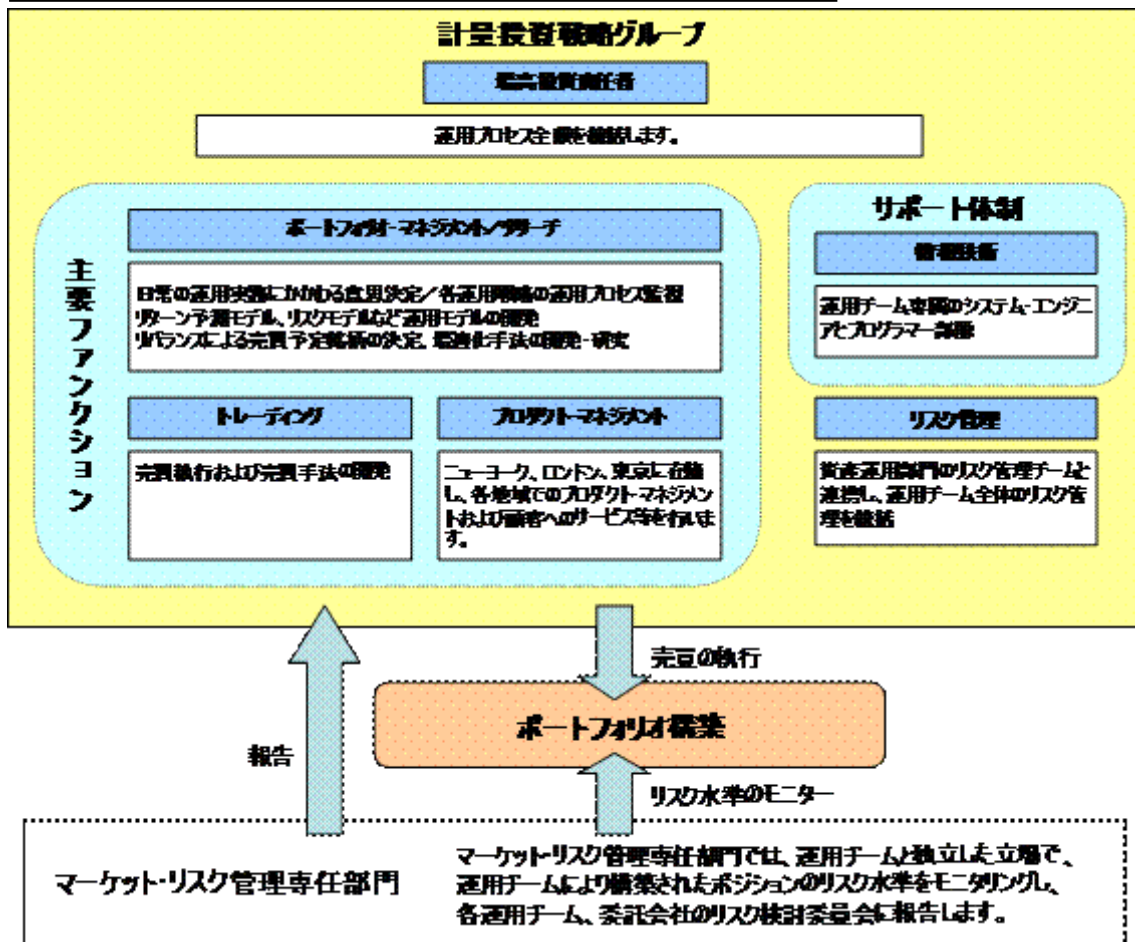 計量投資戦略グループ
最高投資責任者
運用プロセス全般を統括します。
主要ファンクション
ポートフォリオ・マネジメント/リサーチ
日常の運用実務にかかわる意思決定/各運用戦略の運用プロセス監視
リターン予測モデル、リスクモデルなど運用モデルの開発
リバランスによる売買予定銘柄の決定、最適化手法の開発・研究
トレーディング
売買執行および売買手法の開発
プロダクト・マネジメント
ニューヨーク、ロンドン、東京に在籍
し、各地域でのプロダクト・マネジメン
トおよび顧客へのサービス等を行いま
す。
サポート体制
管理技術
運用チーム専属のシステム・エンジニ
アとプログラマー部隊
リスク管理
資産運用部門のリスク管理チームと
連携し、運用チーム全体のリスク管
理を統括
売買の執行
ポートフォリオ構築
報告
リスク水準のモニター
マーケット・リスク管理専任部門
マーケット・リスク管理専任部門では、運用チームと独立した立場で、
運用チームにより構築されたポジションのリスク水準をモニタリングし、
各運用チーム、委託会社のリスク検討委員会に報告します。